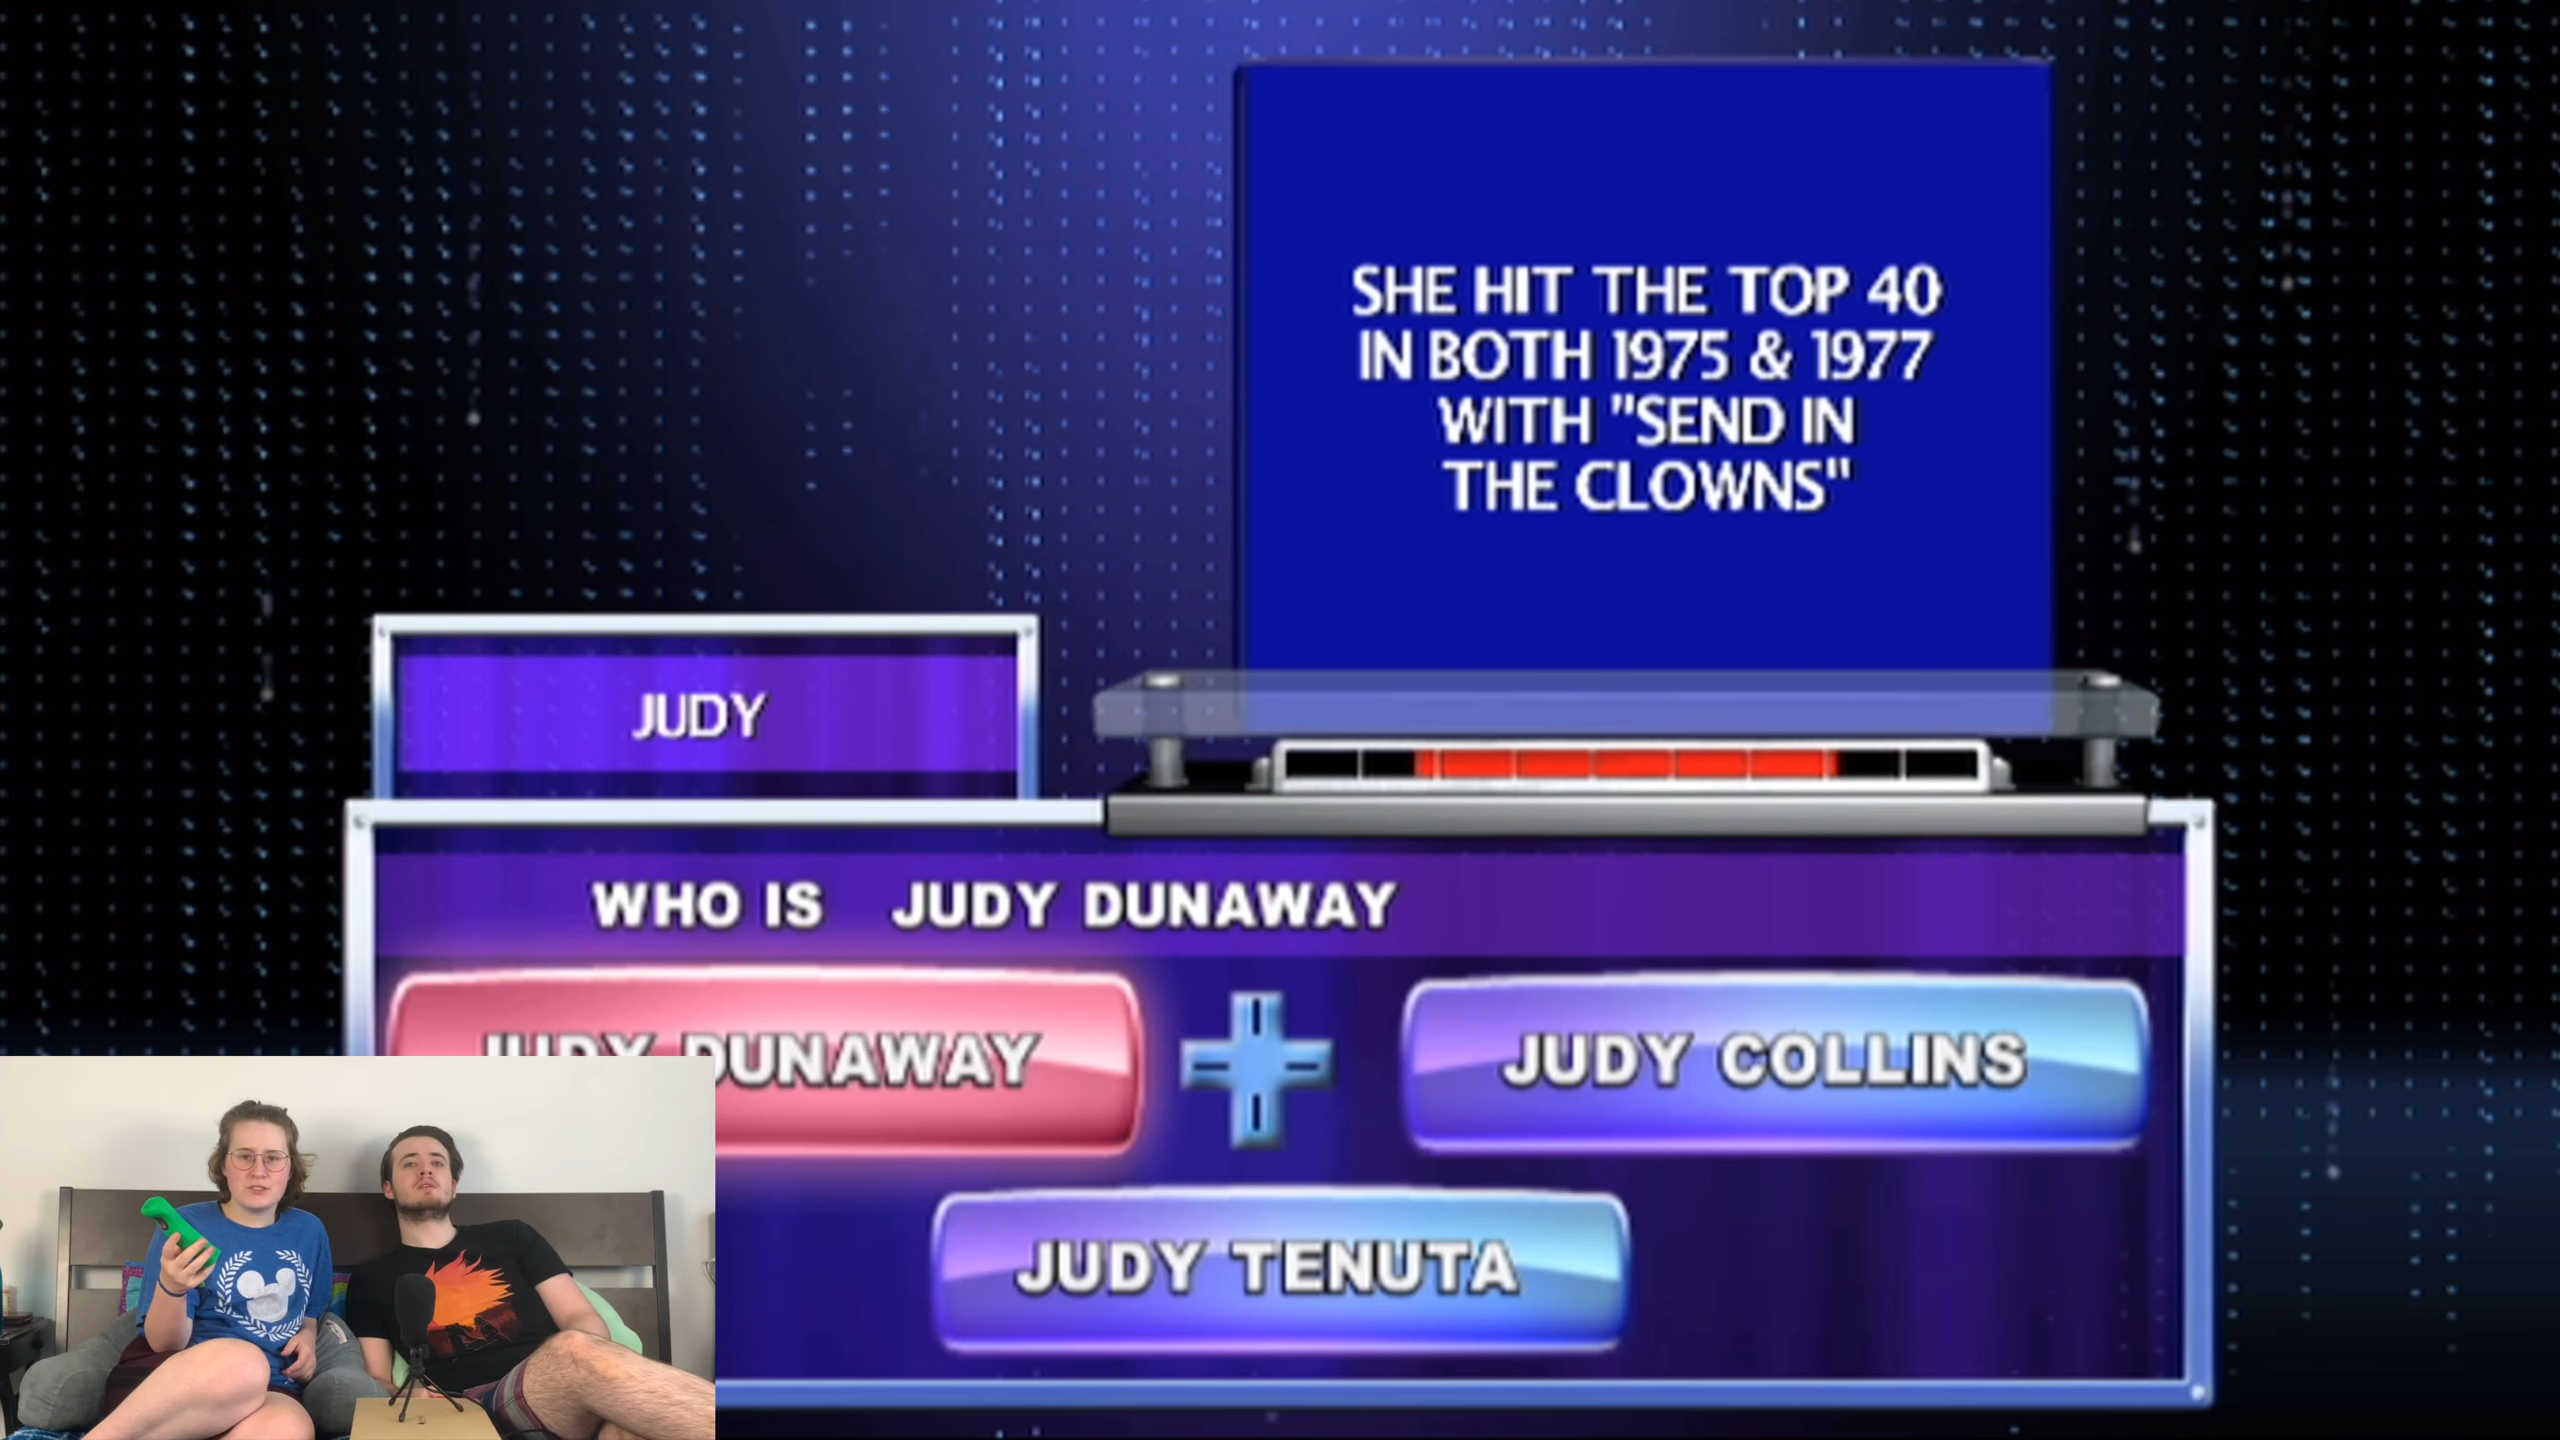 SHE HIT THE TOP 40
IN BOTH 1975 & 1977
WITH "SEND IN
THE CLOWNS"
JUDY
WHO IS JUDY DUNAWAY
JUDY DUNAWAY
JUDY COLLINS
JUDY TENUTA